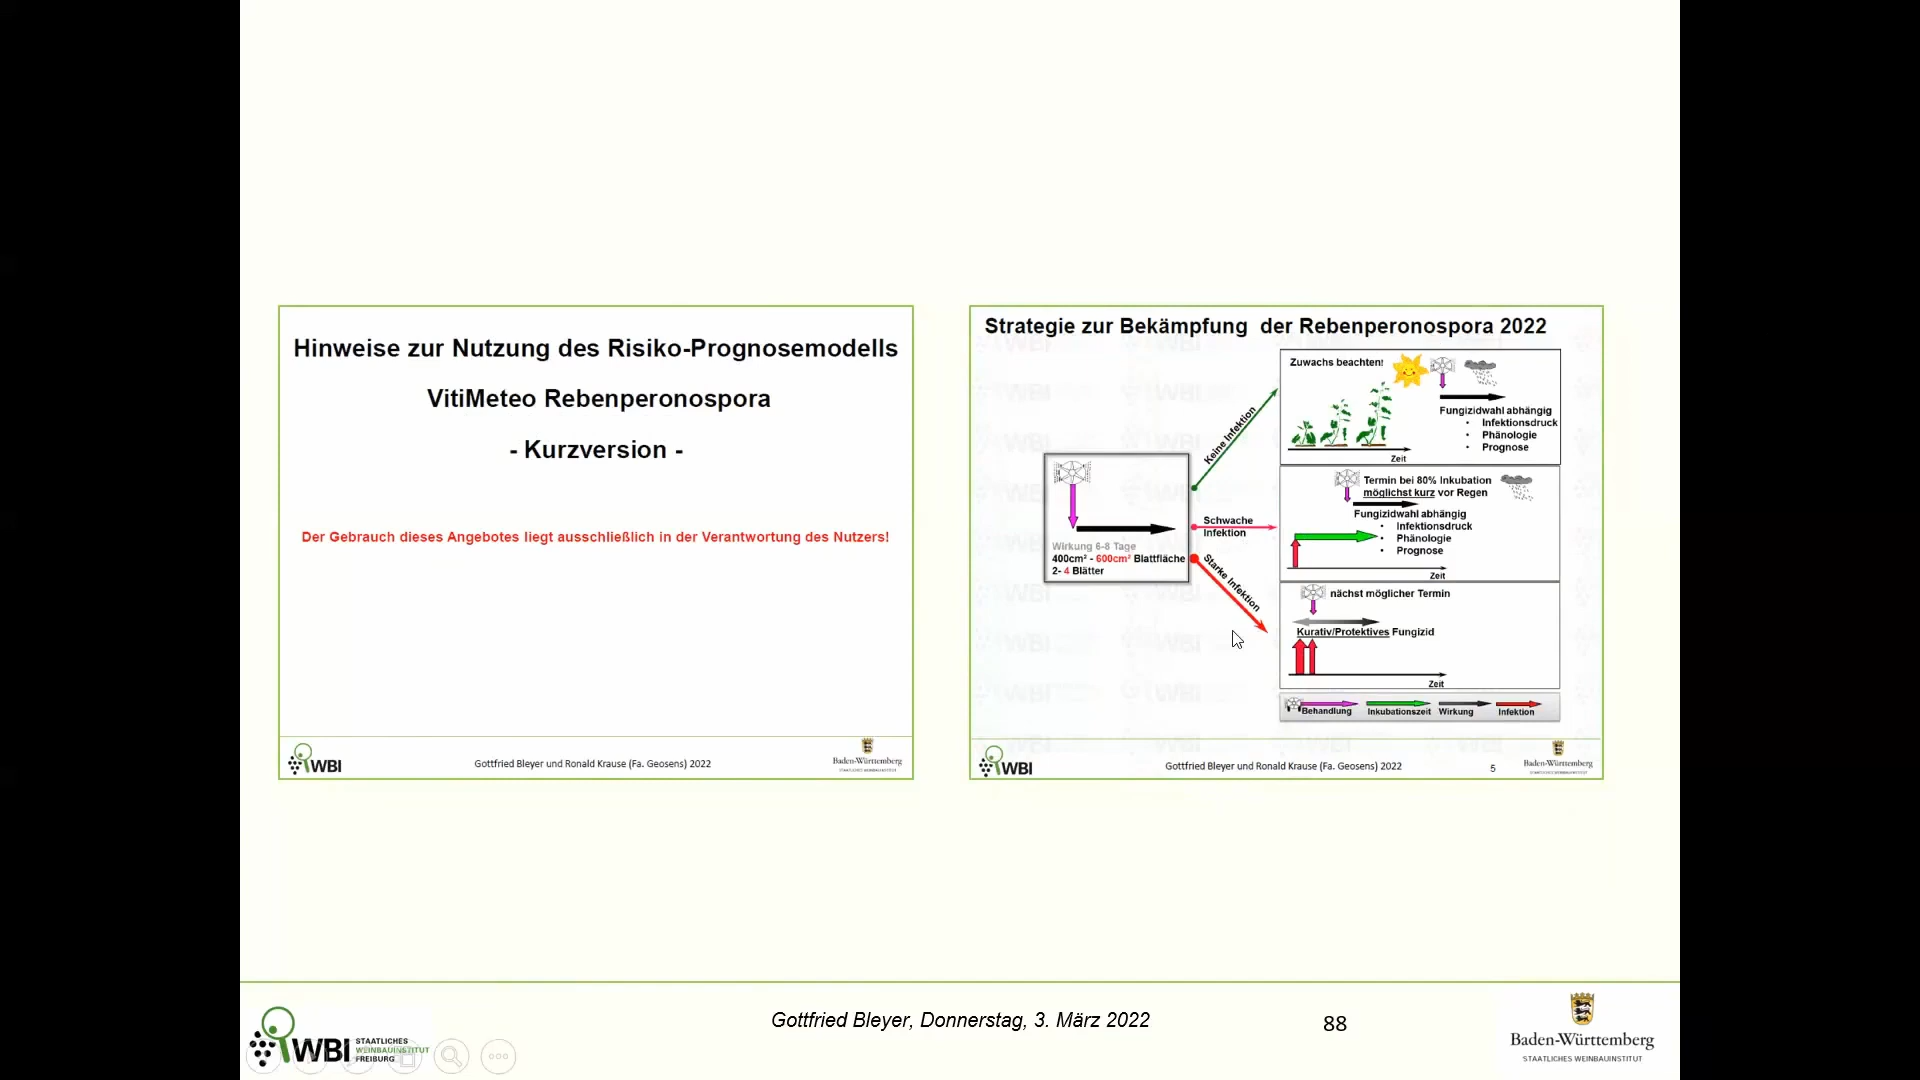 Hinweise zur Nutzung des Risiko-Prognosemodells
VitiMeteo Rebenperonospora
- Kurzversion -
Der Gebrauch dieses Angebotes liegt ausschließlich in der Verantwortung des Nutzers!
WBI
Gottfried Bleyer und Ronald Krause (Fa. Geosens) 2022
Baden-Württemberg
STAATLICHES WEINBAUINSTITUT
Strategie zur Bekämpfung der Rebenperonospora 2022
Zuwachs beachten!
Fungizidwahl abhängig
• Infektionsdruck
• Phänologie
• Prognose
Zeit
Keine Infektion
Wirkung 6-8 Tage
400cm² - 600cm² Blattfläche
2- 4 Blätter
Schwache
Infektion
Termin bei 80% Inkubation
möglichst kurz vor Regen
Fungizidwahl abhängig
• Infektionsdruck
• Phänologie
• Prognose
Zeit
Starke Infektion
nächst möglicher Termin
Kurativ/Protektives Fungizid
Zeit
Behandlung Inkubationszeit Wirkung Infektion
WBI
Gottfried Bleyer und Ronald Krause (Fa. Geosens) 2022
5
Baden-Württemberg
STAATLICHES WEINBAUINSTITUT
WBI
STAATLICHES
WEINBAUINSTITUT
FREIBURG
Gottfried Bleyer, Donnerstag, 3. März 2022
88
Baden-Württemberg
STAATLICHES WEINBAUINSTITUT